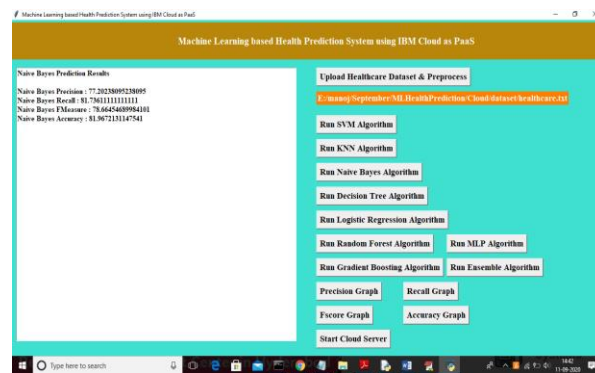 Machine Learning based Health Prediction System using IBM Cloud as PaaS
Machine Learning based Health Prediction System using IBM Cloud as PaaS
Naive Bayes Prediction Results
Naive Bayes Precision : 77.20238095238095
Naive Bayes Recall : 81.73611111111111
Naive Bayes FMeasure : 78.66454689984101
Naive Bayes Accuracy : 81.9672131147541
Upload Healthcare Dataset & Preprocess
E:/manoj/September/MLHealthPrediction/Cloud/dataset/healthcare.txt
Run SVM Algorithm
Run KNN Algorithm
Run Naive Bayes Algorithm
Run Decision Tree Algorithm
Run Logistic Regression Algorithm
Run Random Forest Algorithm
Run MLP Algorithm
Run Gradient Boosting Algorithm
Run Ensemble Algorithm
Precision Graph
Recall Graph
Fscore Graph
Accuracy Graph
Start Cloud Server
Type here to search
14:42
11-09-2020